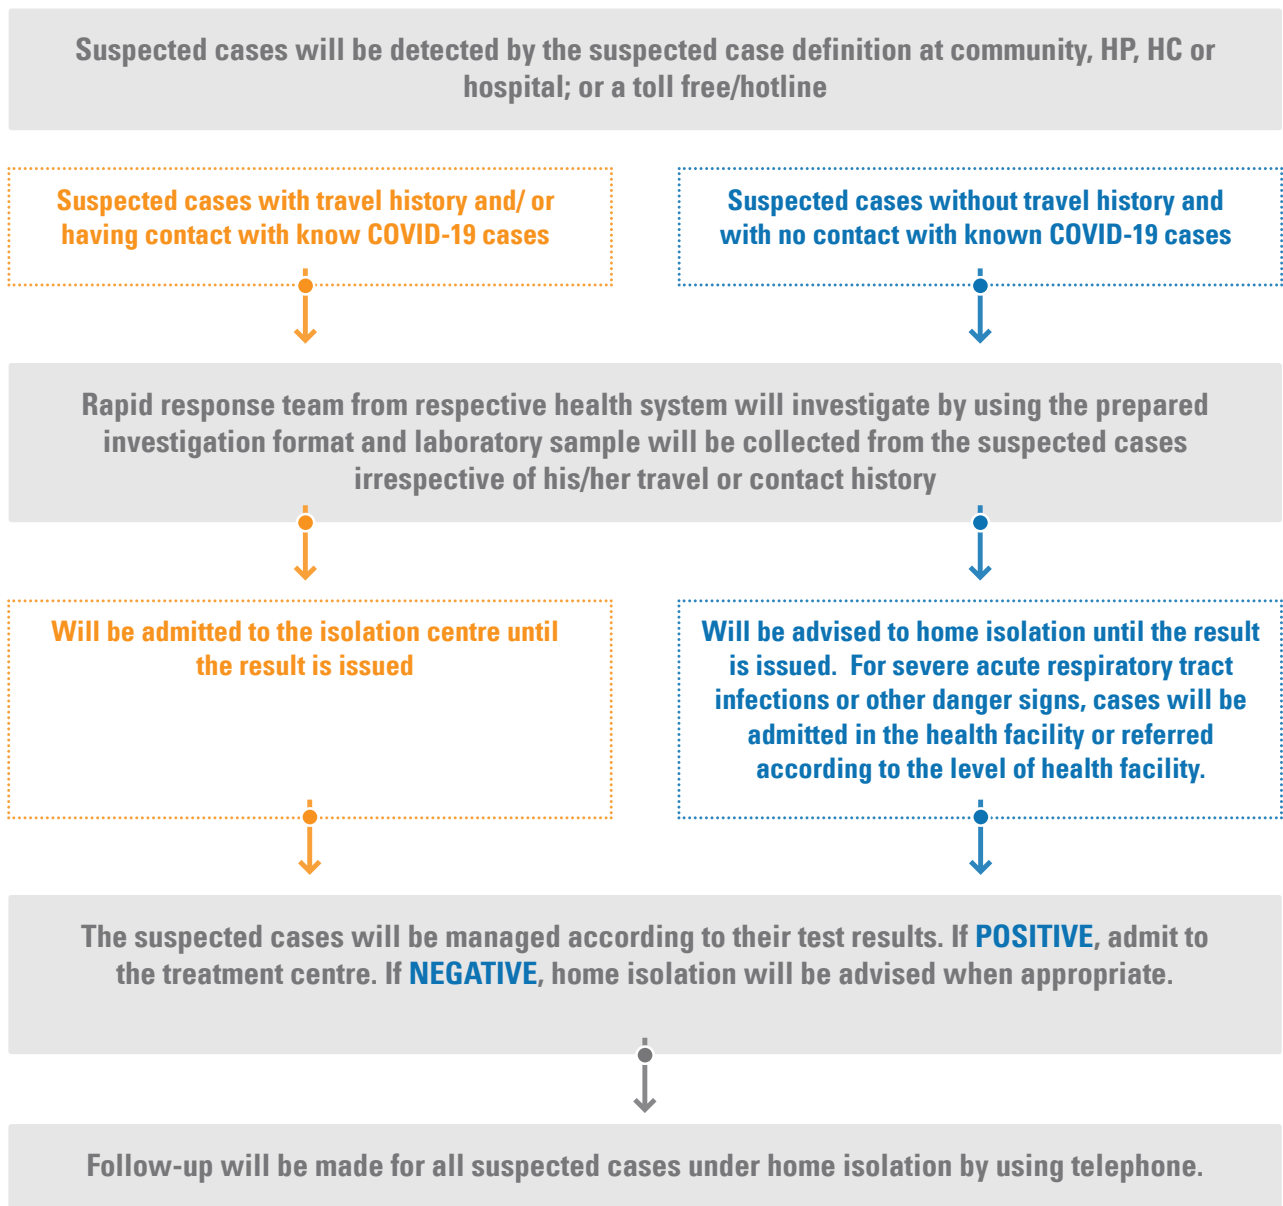 Suspected cases will be detected by the suspected case definition at community, HP, HC or
hospital; or a toll free/hotline
Suspected cases with travel history and/ or
having contact with know COVID-19 cases
Suspected cases without travel history and
with no contact with known COVID-19 cases
Rapid response team from respective health system will investigate by using the prepared
investigation format and laboratory sample will be collected from the suspected cases
irrespective of his/her travel or contact history
Will be admitted to the isolation centre until
the result is issued
Will be advised to home isolation until the result
is issued.  For severe acute respiratory tract
infections or other danger signs, cases will be
admitted in the health facility or referred
according to the level of health facility.
The suspected cases will be managed according to their test results. If POSITIVE, admit to
the treatment centre. If NEGATIVE, home isolation will be advised when appropriate.
Follow-up will be made for all suspected cases under home isolation by using telephone.